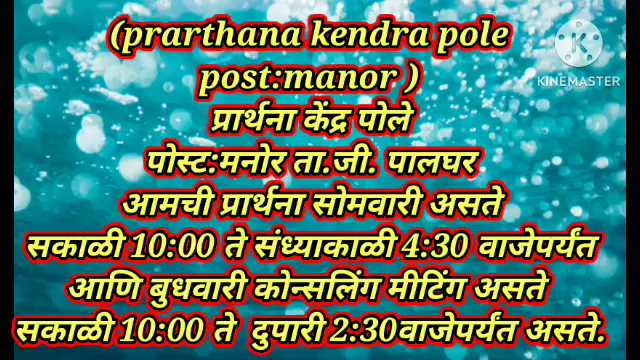 (prarthana kendra pole
post:manor )
KINEMASTER
प्रार्थना केंद्र पोले
पोस्ट:मनोर ता.जी. पालघर
आमची प्रार्थना सोमवारी असते
सकाळी 10:00 ते संध्याकाळी 4:30 वाजेपर्यंत
आणि बुधवारी कोन्सलिंग मीटिंग असते
सकाळी 10:00 ते दुपारी 2:30वाजेपर्यंत असते.